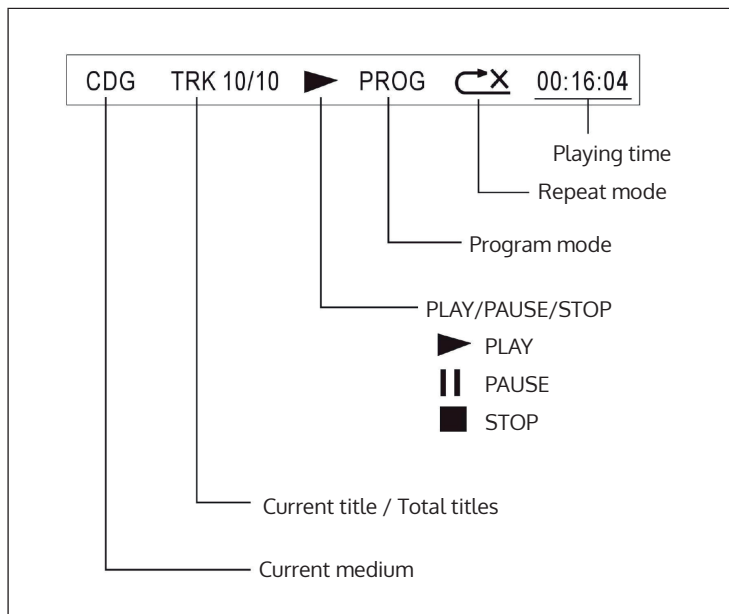 CDG TRK 10/10 PROG 00:16:04
Playing time
Repeat mode
Program mode
PLAY/PAUSE/STOP
PLAY
PAUSE
STOP
Current title / Total titles
Current medium